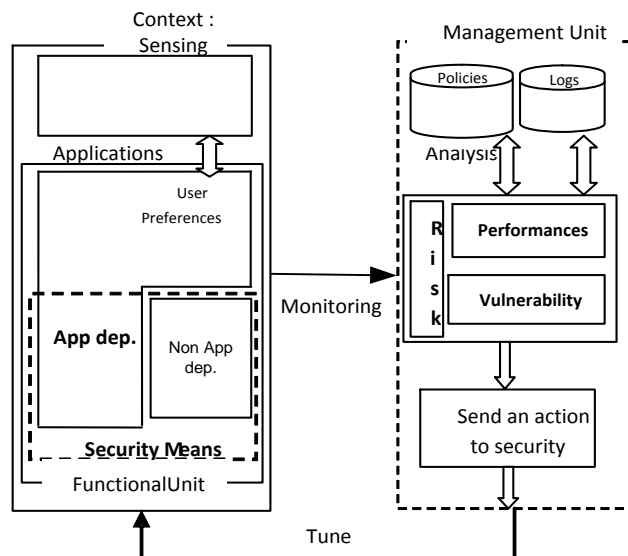 Context :
Sensing
Applications
User
Preferences
App dep.
Non App
dep.
Security Means
FunctionalUnit
Monitoring
Management Unit
Policies
Logs
Analysis
Risk
Performances
Vulnerability
Send an action
to security
Tune